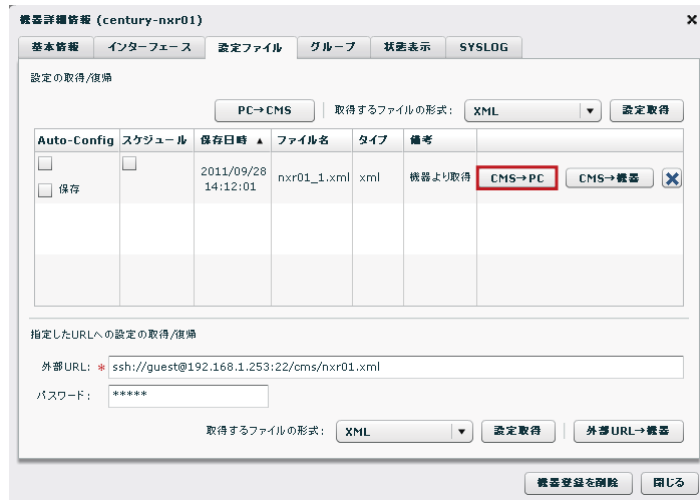 機器詳細情報 (century-nxr01)
基本情報 インターフェース 設定ファイル グループ 状態表示 SYSLOG
設定の取得/復帰
PC→CMS 取得するファイルの形式： XML 設定取得
Auto-Config スケジュール 保存日時 ▲ ファイル名 タイプ 備考
保存 2011/09/28 14:12:01 nxr01_1.xml xml 機器より取得 CMS→PC CMS→機器
指定したURLへの設定の取得/復帰
外部URL: * ssh://guest@192.168.1.253:22/cms/nxr01.xml
パスワード： *****
取得するファイルの形式： XML 設定取得 外部URL→機器
機器登録を削除 閉じる